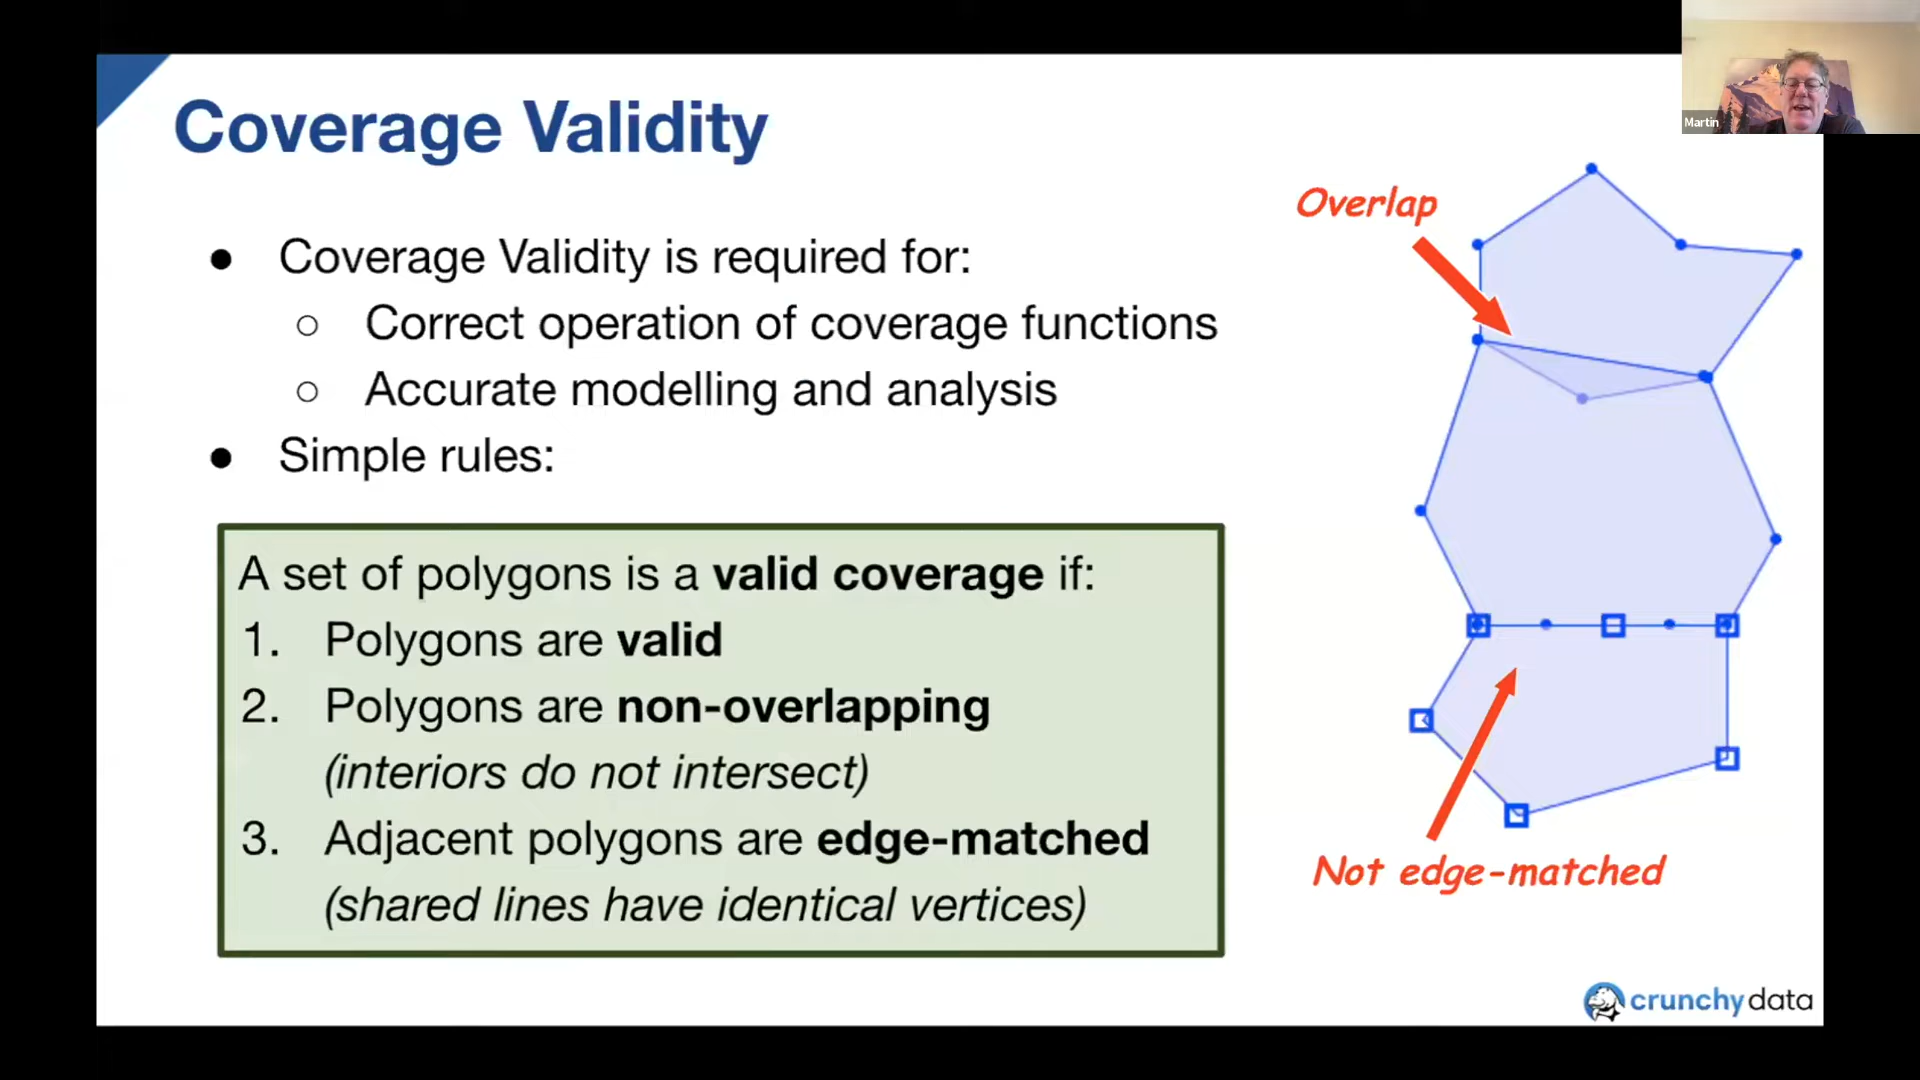 Martin
Coverage Validity
Overlap
● Coverage Validity is required for:
○ Correct operation of coverage functions
○ Accurate modelling and analysis
● Simple rules:
A set of polygons is a valid coverage if:
1. Polygons are valid
2. Polygons are non-overlapping
(interiors do not intersect)
3. Adjacent polygons are edge-matched
(shared lines have identical vertices)
Not edge-matched
crunchy data